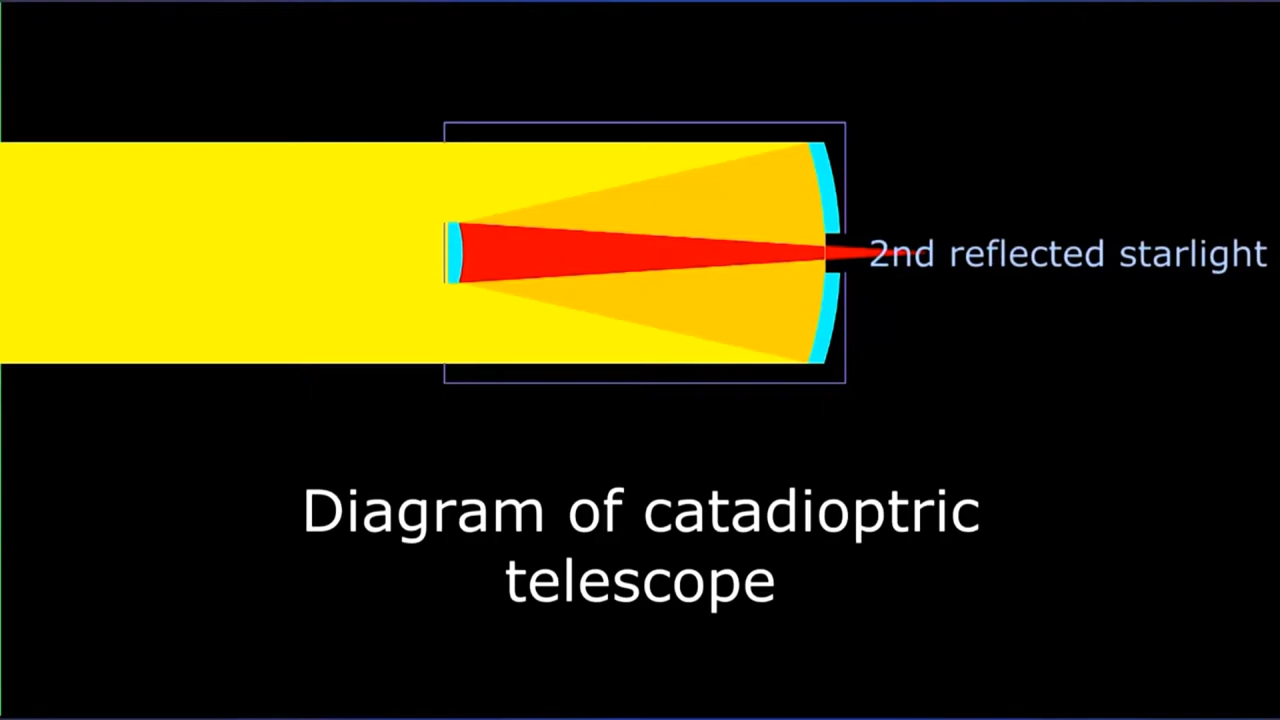 2nd reflected starlight
Diagram of catadioptric
telescope